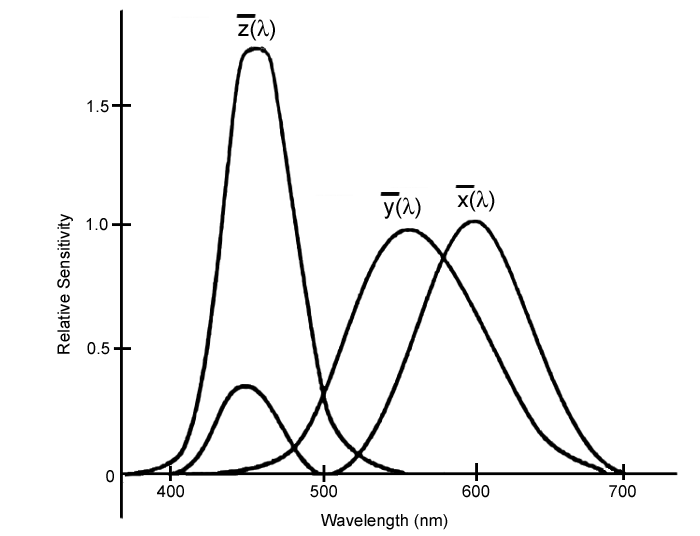 z̅(λ)
1.5
x̅(λ)
y̅(λ)
1.0
Relative Sensitivity
0.5
0
400 500 600 700
Wavelength (nm)